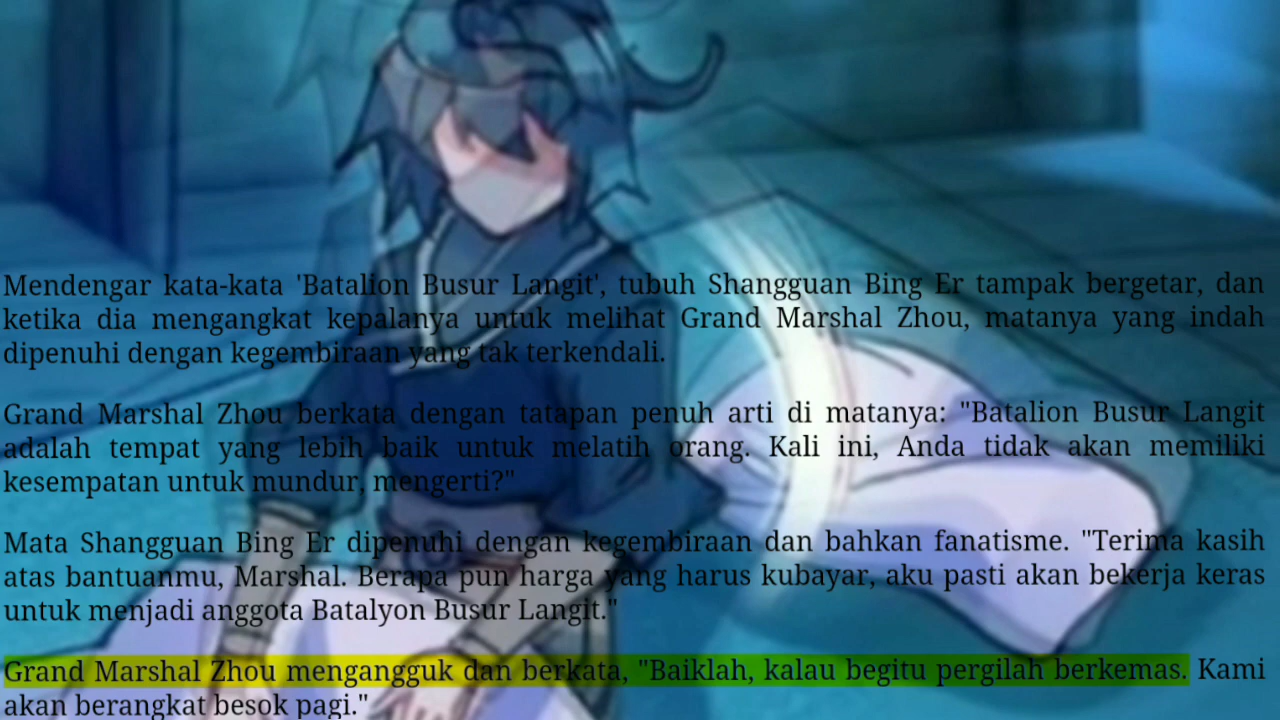 Mendengar kata-kata 'Batalion Busur Langit', tubuh Shangguan Bing Er tampak bergetar, dan
ketika dia mengangkat kepalanya untuk melihat Grand Marshal Zhou, matanya yang indah
dipenuhi dengan kegembiraan yang tak terkendali.
Grand Marshal Zhou berkata dengan tatapan penuh arti di matanya: "Batalion Busur Langit
adalah tempat yang lebih baik untuk melatih orang. Kali ini, Anda tidak akan memiliki
kesempatan untuk mundur, mengerti?"
Mata Shangguan Bing Er dipenuhi dengan kegembiraan dan bahkan fanatisme. "Terima kasih
atas bantuanmu, Marshal. Berapa pun harga yang harus kubayar, aku pasti akan bekerja keras
untuk menjadi anggota Batalyon Busur Langit."
Grand Marshal Zhou mengangguk dan berkata, "Baiklah, kalau begitu pergilah berkemas. Kami
akan berangkat besok pagi."